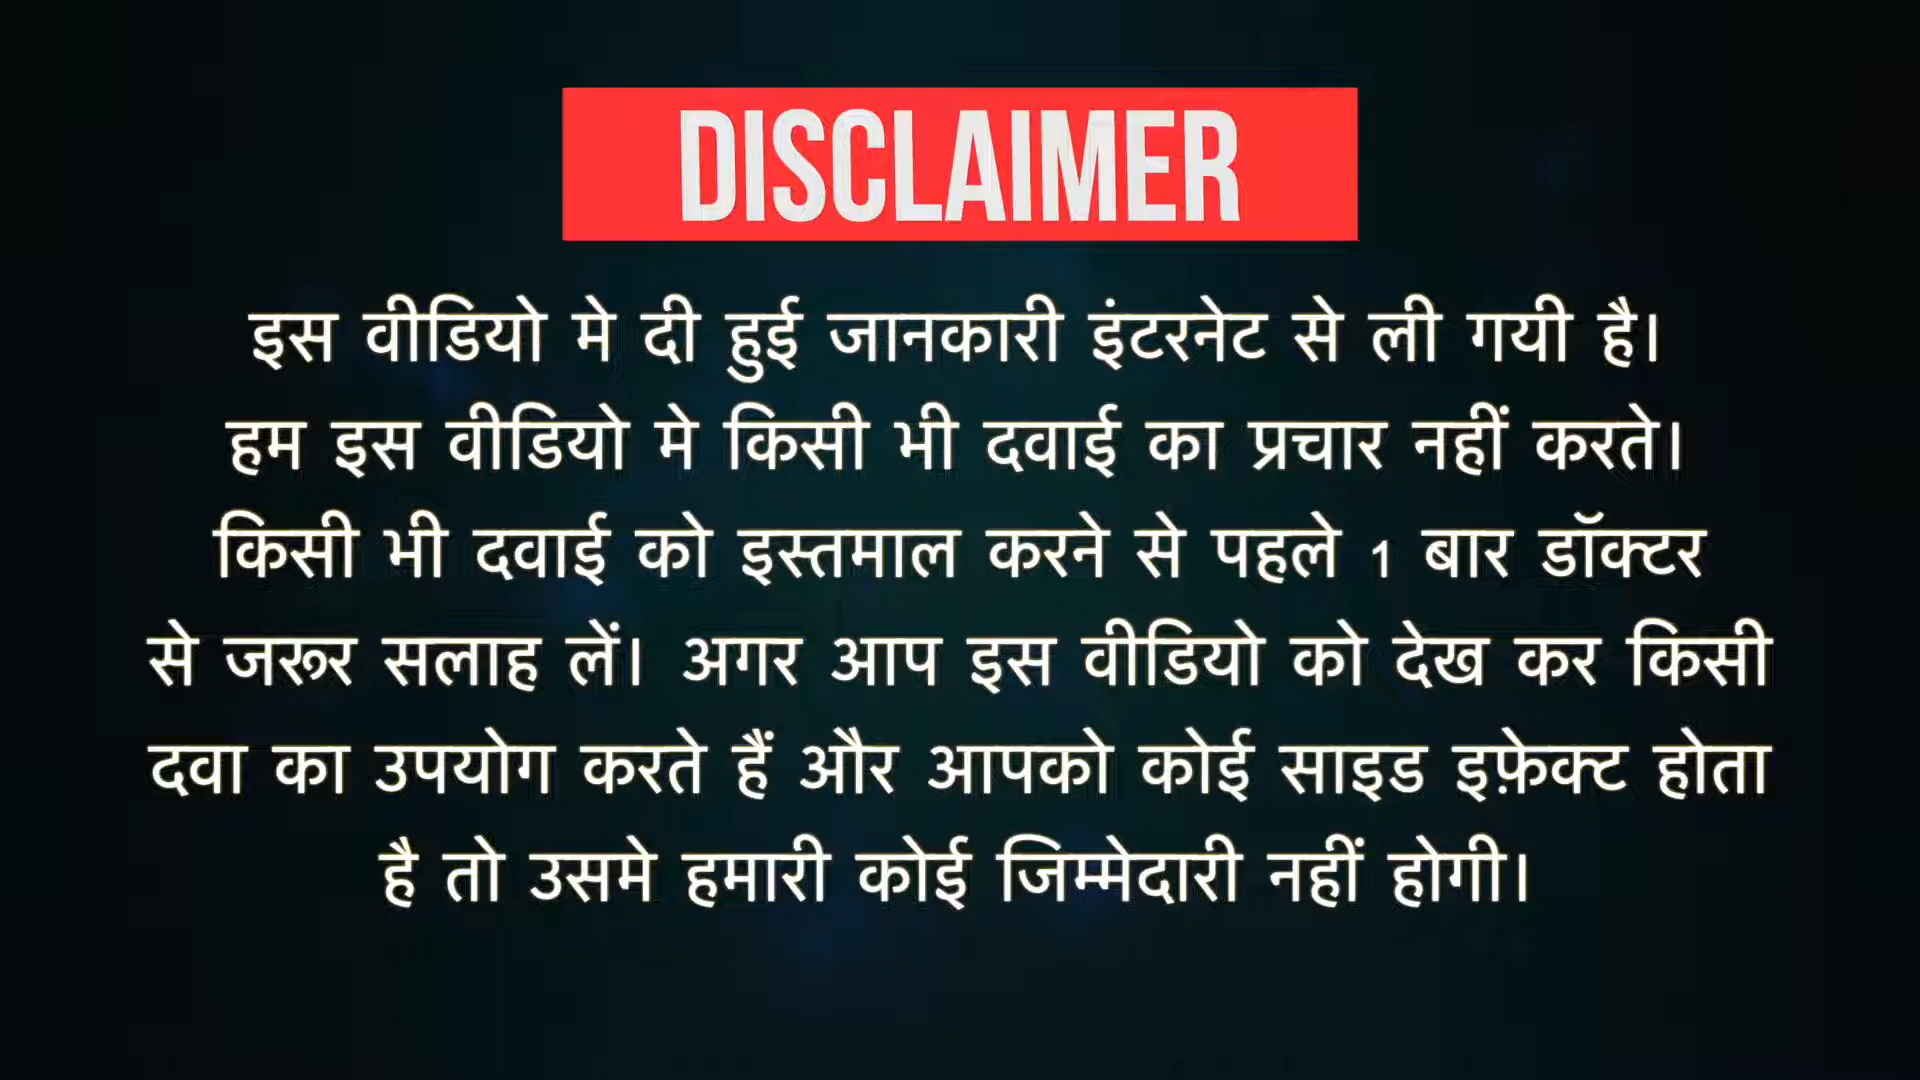 DISCLAIMER
इस वीडियो मे दी हुई जानकारी इंटरनेट से ली गयी है।
हम इस वीडियो मे किसी भी दवाई का प्रचार नहीं करते।
किसी भी दवाई को इस्तमाल करने से पहले 1 बार डॉक्टर
से जरूर सलाह लें। अगर आप इस वीडियो को देख कर किसी
दवा का उपयोग करते हैं और आपको कोई साइड इफ़ेक्ट होता
है तो उसमे हमारी कोई जिम्मेदारी नहीं होगी।